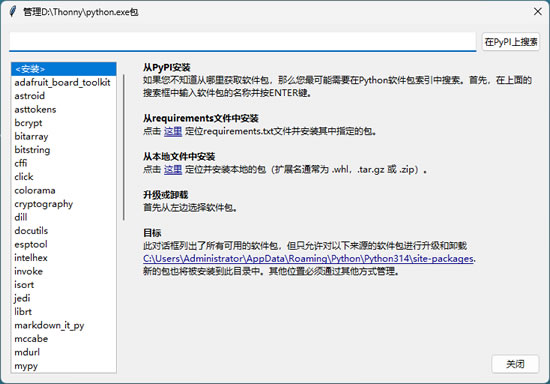 管理D:\Thonny\python.exe包
在PyPI上搜索
<安装>
adafruit_board_toolkit
astroid
asttokens
bcrypt
bitarray
bitstring
cffi
click
colorama
cryptography
dill
docutils
esptool
intelhex
invoke
isort
jedi
librt
markdown_it_py
mccabe
mdurl
mypy
从PyPI安装
如果您不知道从哪里获取软件包，那么您最可能需要在Python软件包索引中搜索。首先，在上面的
搜索框中输入软件包的名称并按ENTER键。
从requirements文件中安装
点击 这里 定位requirements.txt文件并安装其中指定的包。
从本地文件中安装
点击 这里 定位并安装本地的包（扩展名通常为 .whl，.tar.gz 或 .zip）。
升级或卸载
首先从左边选择软件包。
目标
此对话框列出了所有可用的软件包，但只允许对以下来源的软件包进行升级和卸载
C:\Users\Administrator\AppData\Roaming\Python\Python314\site-packages.
新的包也将被安装到此目录中。其他位置必须通过其他方式管理。
关闭